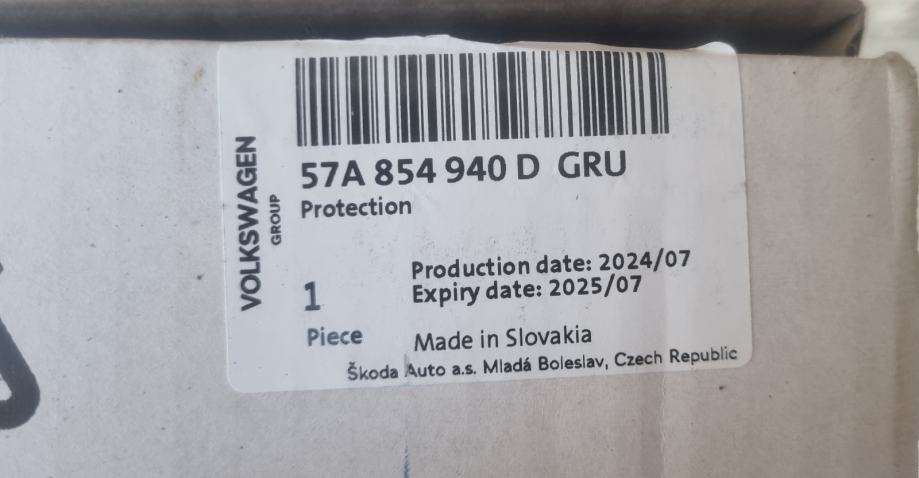 VOLKSWAGEN
GROUP
57A 854 940 D GRU
Protection
Production date: 2024/07
Expiry date: 2025/07
1
Piece
Made in Slovakia
Škoda Auto a.s. Mladá Boleslav, Czech Republic